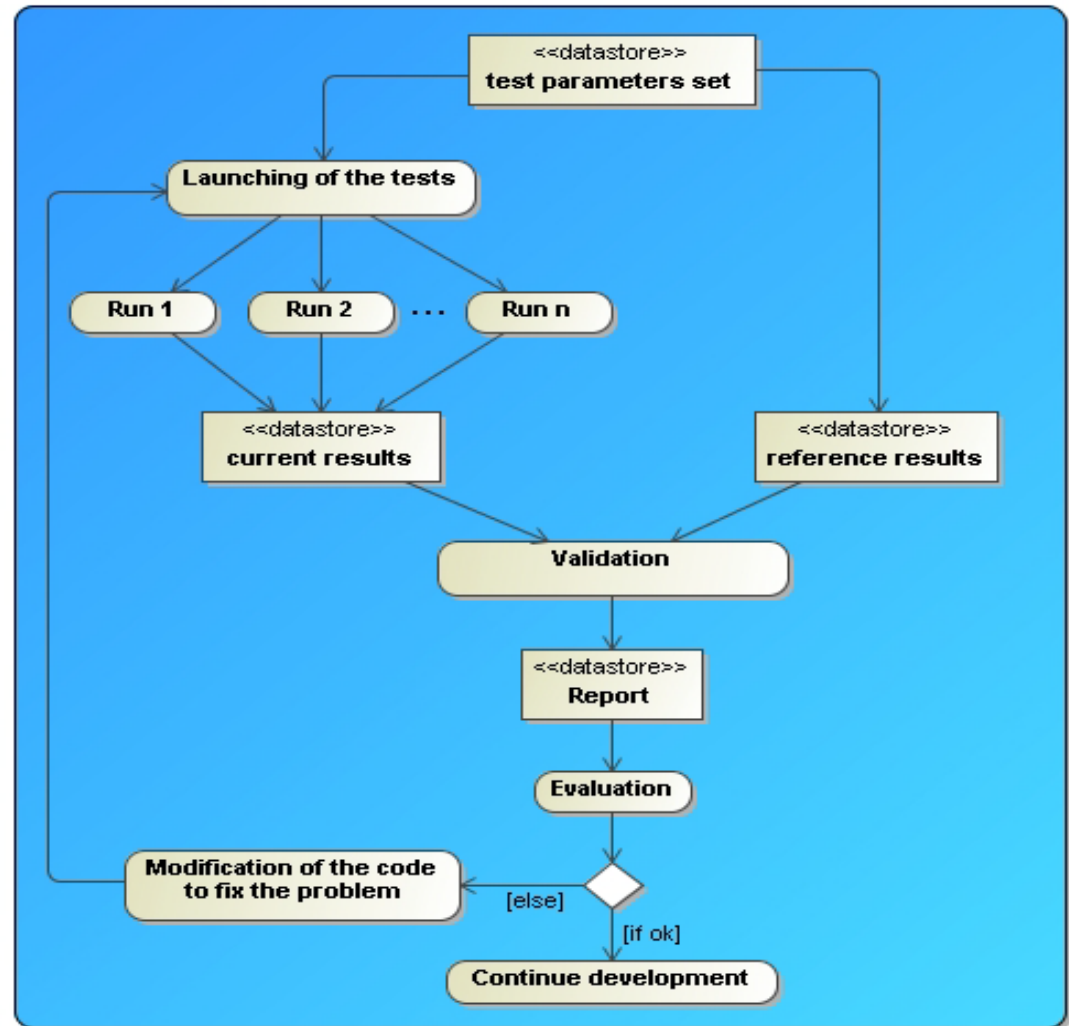 <<datastore>>
test parameters set
Launching of the tests
Run 1
Run 2
...
Run n
<<datastore>>
current results
<<datastore>>
reference results
Validation
<<datastore>>
Report
Evaluation
Modification of the code
to fix the problem
[else]
[if ok]
Continue development